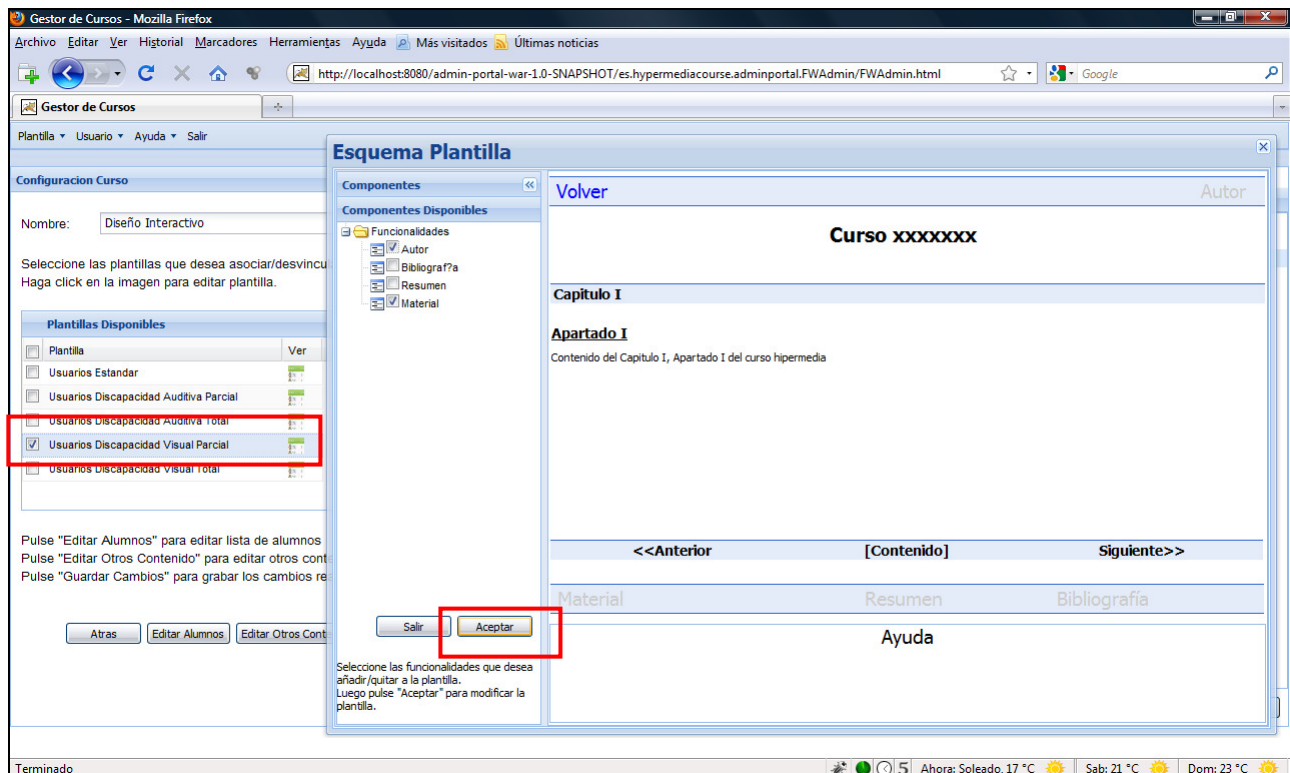 Gestor de Cursos - Mozilla Firefox
Archivo Editar Ver Historial Marcadores Herramientas Ayuda Más visitados Últimas noticias
http://localhost:8080/admin-portal-war-1.0-SNAPSHOT/es.hypermediacourse.adminportal.FWAdmin/FWAdmin.html Google
Gestor de Cursos
Plantilla Usuario Ayuda Salir
Configuracion Curso
Nombre: Diseño Interactivo
Seleccione las plantillas que desea asociar/desvincu
Haga click en la imagen para editar plantilla.
Plantillas Disponibles
Plantilla Ver
Usuarios Estandar
Usuarios Discapacidad Auditiva Parcial
Usuarios Discapacidad Auditiva Total
Usuarios Discapacidad Visual Parcial
Usuarios Discapacidad Visual Total
Pulse "Editar Alumnos" para editar lista de alumnos
Pulse "Editar Otros Contenido" para editar otros cont
Pulse "Guardar Cambios" para grabar los cambios re
Atras Editar Alumnos Editar Otros Conte
Esquema Plantilla
Componentes
Componentes Disponibles
Funcionalidades
Autor
Bibliograf?a
Resumen
Material
Salir Aceptar
Seleccione las funcionalidades que desea
añadir/quitar a la plantilla.
Luego pulse "Aceptar" para modificar la
plantilla.
Volver Autor
Curso xxxxxxx
Capitulo I
Apartado I
Contenido del Capitulo I, Apartado I del curso hipermedia
<<Anterior [Contenido] Siguiente>>
Material Resumen Bibliografía
Ayuda
Terminado 5 Ahora: Soleado, 17 °C Sab: 21 °C Dom: 23 °C